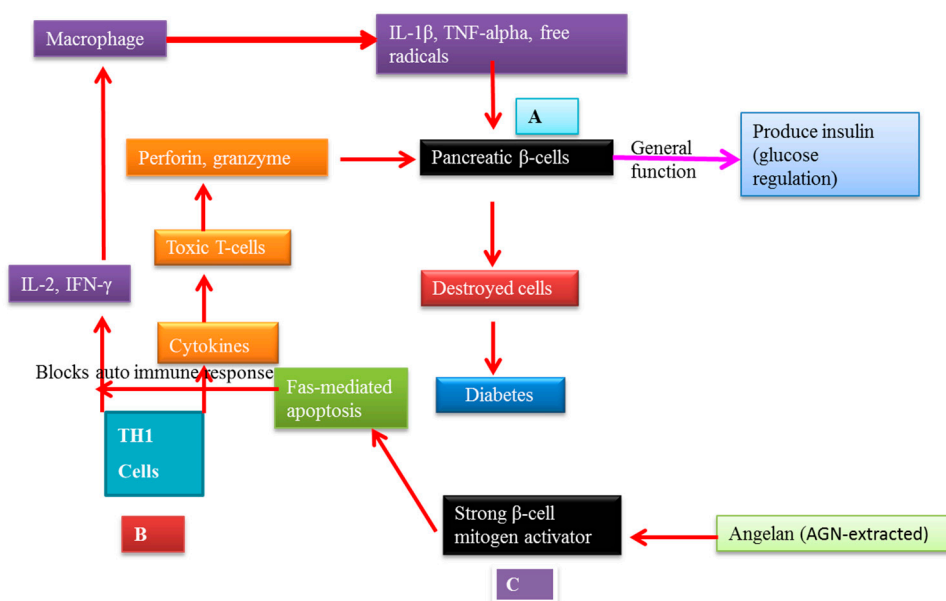 Macrophage
IL-1β, TNF-alpha, free
radicals
A
Perforin, granzyme
Pancreatic β-cells
General
function
Produce insulin
(glucose
regulation)
Toxic T-cells
IL-2, IFN-γ
Destroyed cells
Cytokines
Blocks auto immune response
Fas-mediated
apoptosis
Diabetes
TH1
Cells
B
Strong β-cell
mitogen activator
Angelan (AGN-extracted)
C